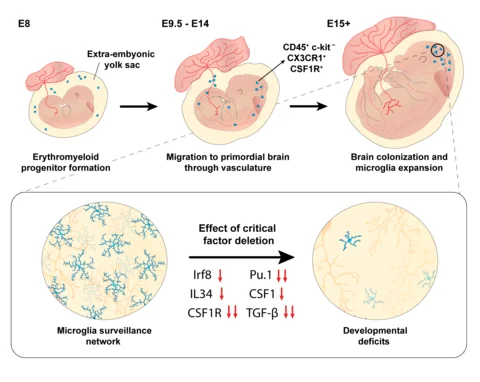 E8
E9.5 - E14
E15+
Extra-embyonic
yolk sac
CD45⁺ c-kit⁻
CX3CR1⁺
CSF1R⁺
Erythromyeloid
progenitor formation
Migration to primordial brain
through vasculature
Brain colonization and
microglia expansion
Effect of critical
factor deletion
Irf8 ↓ Pu.1 ↓↓
IL34 ↓ CSF1 ↓
CSF1R ↓↓ TGF-β ↓↓
Microglia surveillance
network
Developmental
deficits